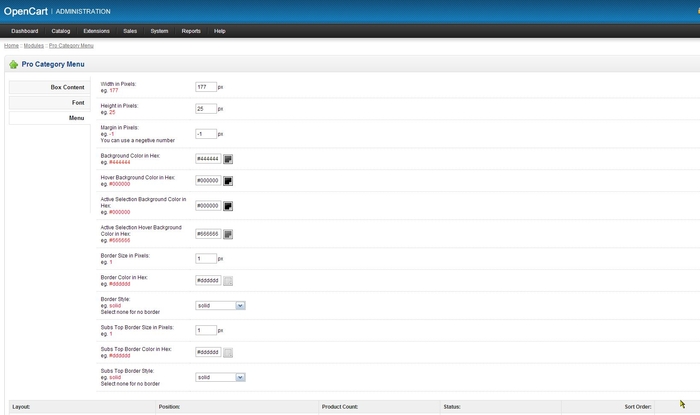 OpenCart | ADMINISTRATION
Dashboard Catalog Extensions Sales System Reports Help
Home :: Modules :: Pro Category Menu
Pro Category Menu
Box Content
Font
Menu
Width in Pixels:
eg. 177
177 px
Height in Pixels:
eg. 25
25 px
Margin in Pixels:
eg. -1
You can use a negetive number
-1 px
Background Color in Hex:
eg. #444444
#444444
Hover Background Color in Hex:
eg. #000000
#000000
Active Selection Background Color in
Hex:
eg. #000000
#000000
Active Selection Hover Background
Color in Hex:
eg. #666666
#666666
Border Size in Pixels:
eg. 1
1 px
Border Color in Hex:
eg. #dddddd
#dddddd
Border Style:
eg. solid
Select none for no border
solid
Subs Top Border Size in Pixels:
eg. 1
1 px
Subs Top Border Color in Hex:
eg. #dddddd
#dddddd
Subs Top Border Style:
eg. solid
Select none for no border
solid
Layout: Position: Product Count: Status: Sort Order: